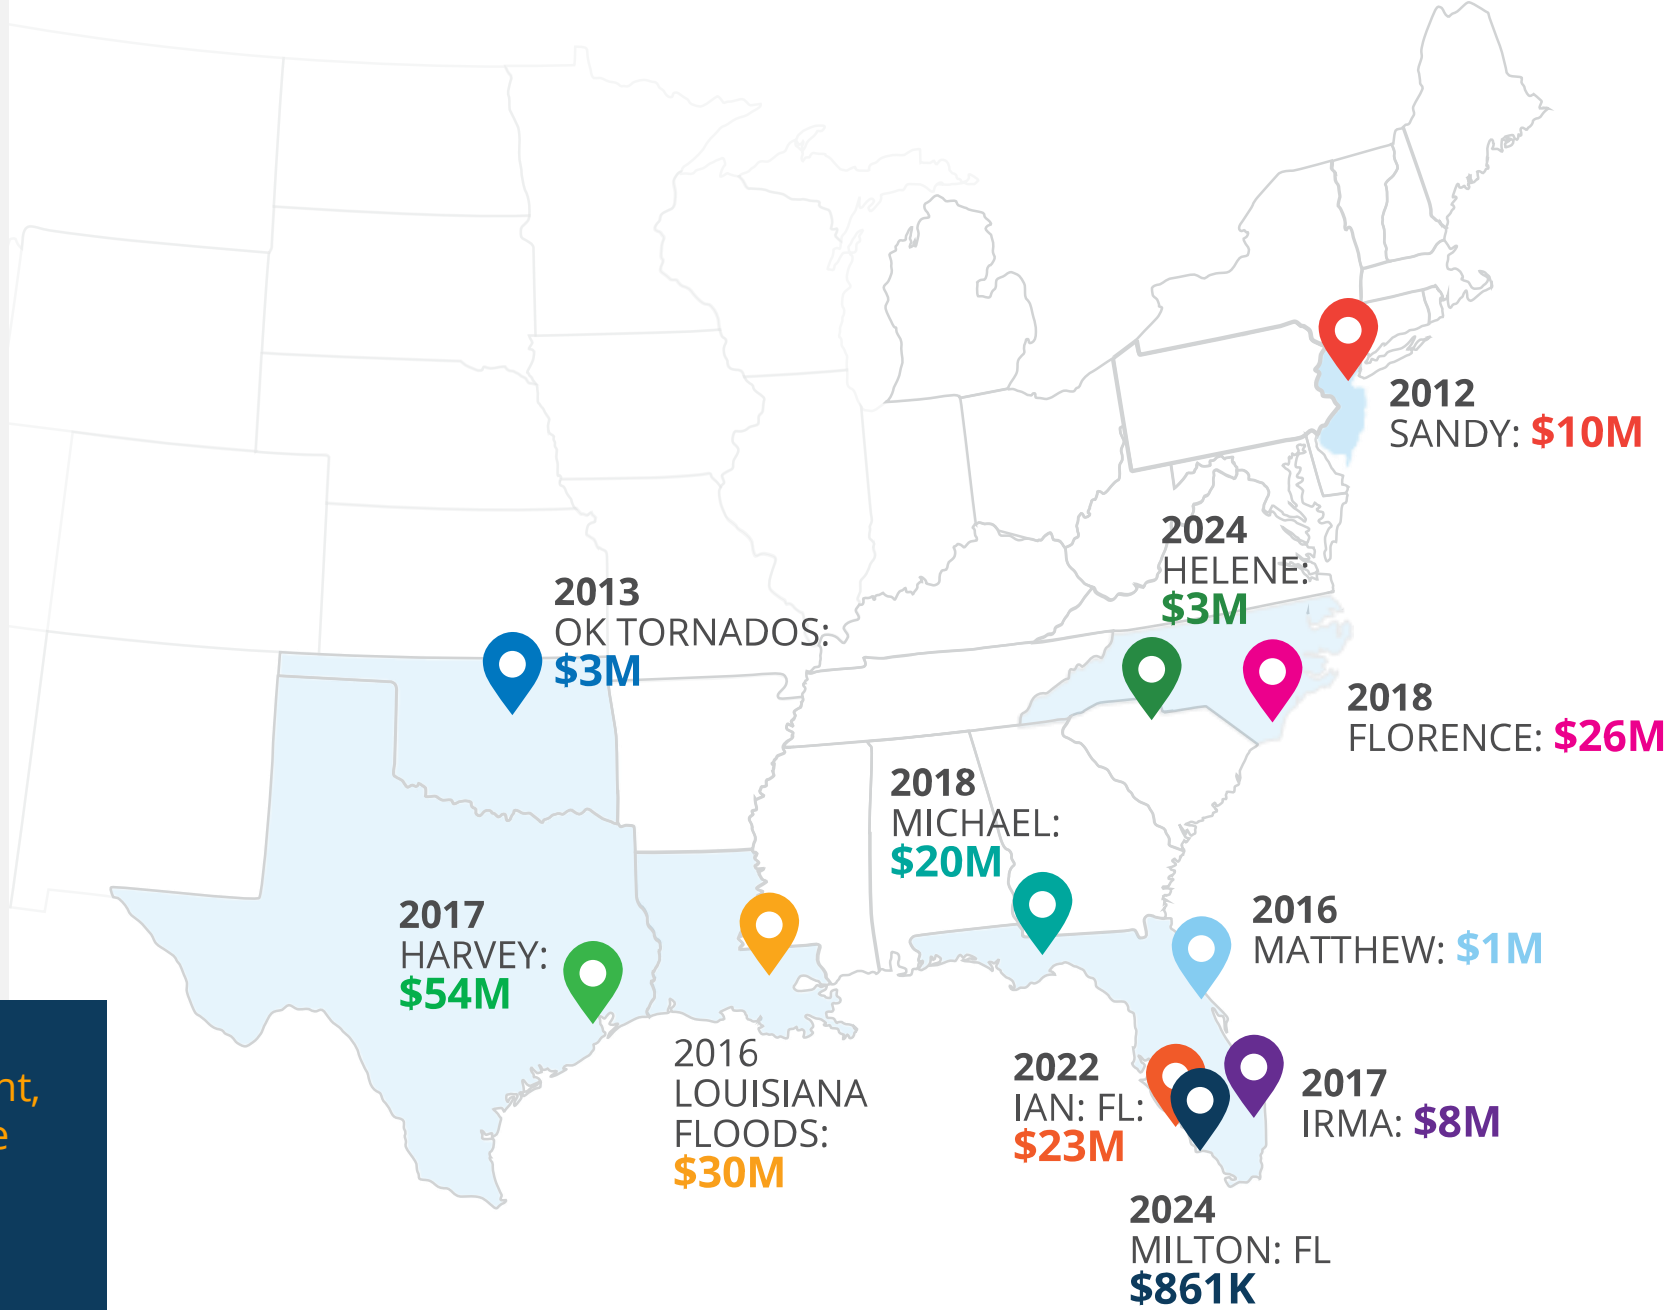 2012
SANDY: $10M
2024
HELENE:
$3M
2013
OK TORNADOS:
$3M
2018
FLORENCE: $26M
2018
MICHAEL:
$20M
2017
HARVEY:
$54M
2016
MATTHEW: $1M
2016
LOUISIANA
FLOODS:
$30M
2022
IAN: FL:
$23M
2017
IRMA: $8M
2024
MILTON: FL
$861K